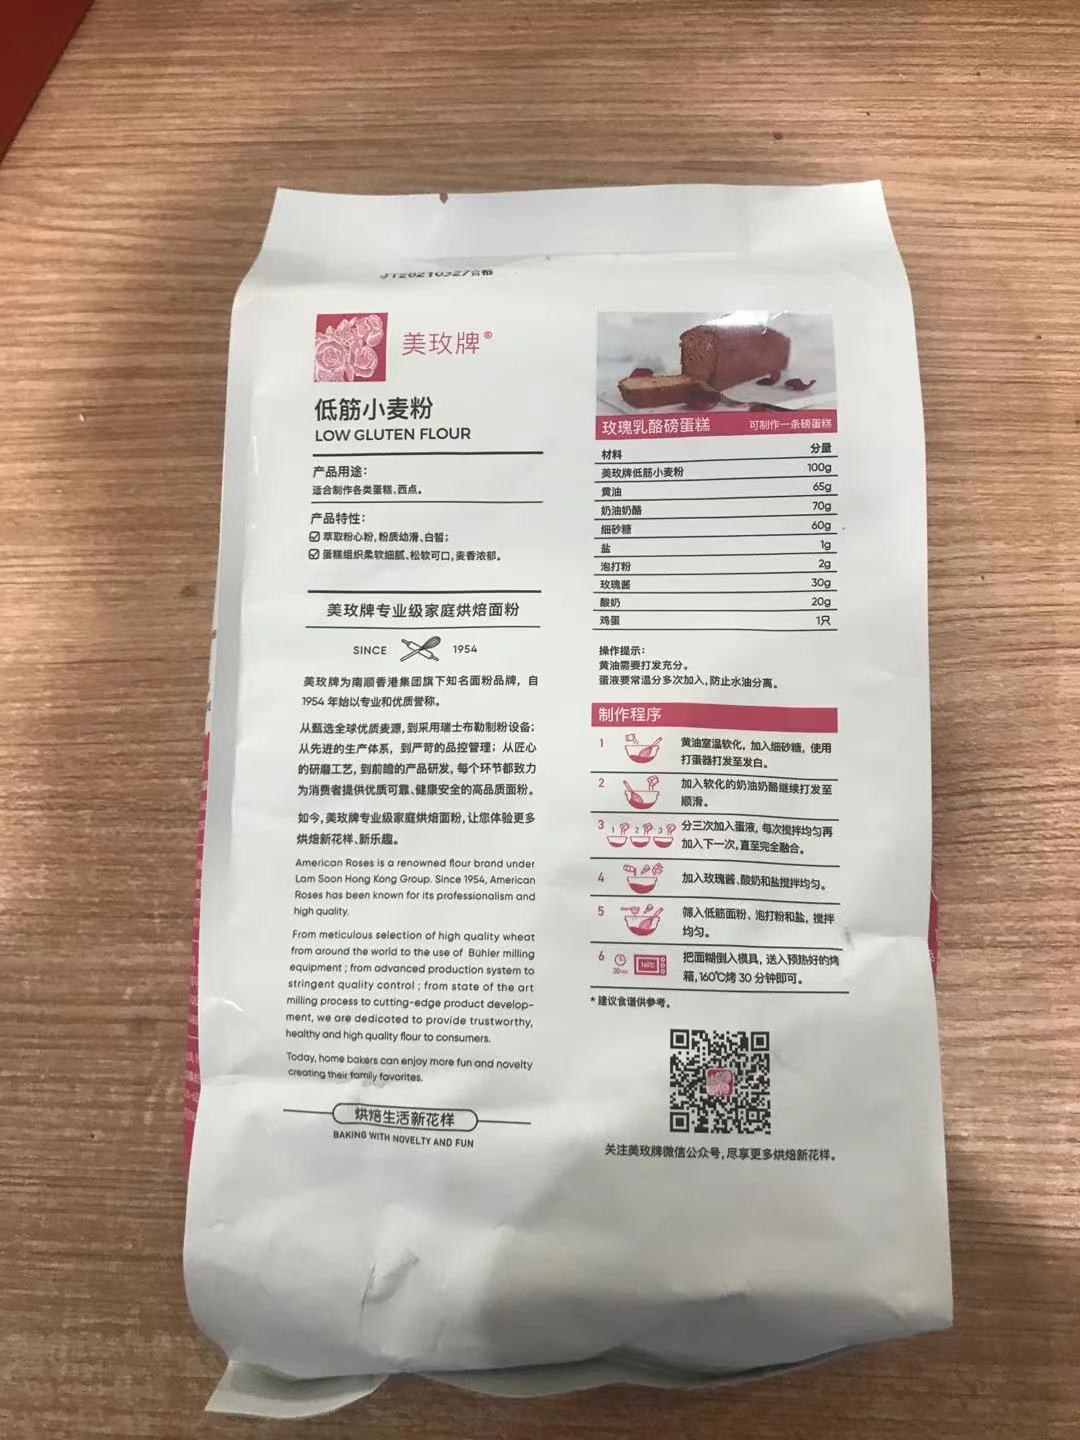 JT20210327合格
美玫牌®
低筋小麦粉
LOW GLUTEN FLOUR
产品用途：
适合制作各类蛋糕、西点。
产品特性：
萃取粉心粉，粉质幼滑、白皙；
蛋糕组织柔软细腻、松软可口，麦香浓郁。
美玫牌专业级家庭烘焙面粉
SINCE 1954
美玫牌为南顺香港集团旗下知名面粉品牌，自
1954 年始以专业和优质誉称。
从甄选全球优质麦源，到采用瑞士布勒制粉设备；
从先进的生产体系，到严苛的品控管理；从匠心
的研磨工艺，到前瞻的产品研发，每个环节都致力
为消费者提供优质可靠、健康安全的高品质面粉。
如今，美玫牌专业级家庭烘焙面粉，让您体验更多
烘焙新花样、新乐趣。
American Roses is a renowned flour brand under
Lam Soon Hong Kong Group. Since 1954, American
Roses has been known for its professionalism and
high quality.
From meticulous selection of high quality wheat
from around the world to the use of Bühler milling
equipment ; from advanced production system to
stringent quality control ; from state of the art
milling process to cutting-edge product develop-
ment, we are dedicated to provide trustworthy,
healthy and high quality flour to consumers.
Today, home bakers can enjoy more fun and novelty
creating their family favorites.
烘焙生活新花样
BAKING WITH NOVELTY AND FUN
玫瑰乳酪磅蛋糕 可制作一条磅蛋糕
材料 分量
美玫牌低筋小麦粉 100g
黄油 65g
奶油奶酪 70g
细砂糖 60g
盐 1g
泡打粉 2g
玫瑰酱 30g
酸奶 20g
鸡蛋 1只
操作提示：
黄油需要打发充分。
蛋液要常温分多次加入，防止水油分离。
制作程序
1 黄油室温软化，加入细砂糖，使用
打蛋器打发至发白。
2 加入软化的奶油奶酪继续打发至
顺滑。
3 1 2 3 分三次加入蛋液，每次搅拌均匀再
加入下一次，直至完全融合。
4 加入玫瑰酱、酸奶和盐搅拌均匀。
5 筛入低筋面粉、泡打粉和盐，搅拌
均匀。
6 30min 160℃ 把面糊倒入模具，送入预热好的烤
箱，160℃烤 30 分钟即可。
* 建议食谱供参考。
关注美玫牌微信公众号，尽享更多烘焙新花样。